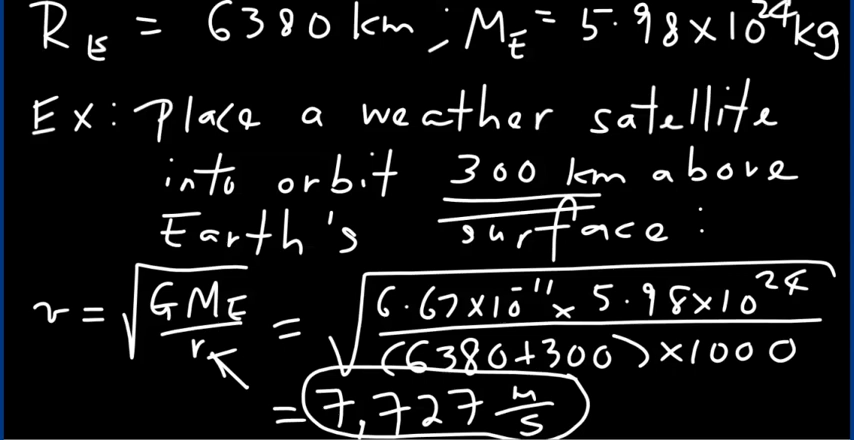 R_E = 6380 km ; M_E = 5.98 × 10^24 kg
Ex: Place a weather satellite
into orbit 300 km above
Earth's surface:
v = √(GM_E / r) = √(6.67 × 10^-11 × 5.98 × 10^24 / (6380 + 300) × 1000)
= 7,727 m/s